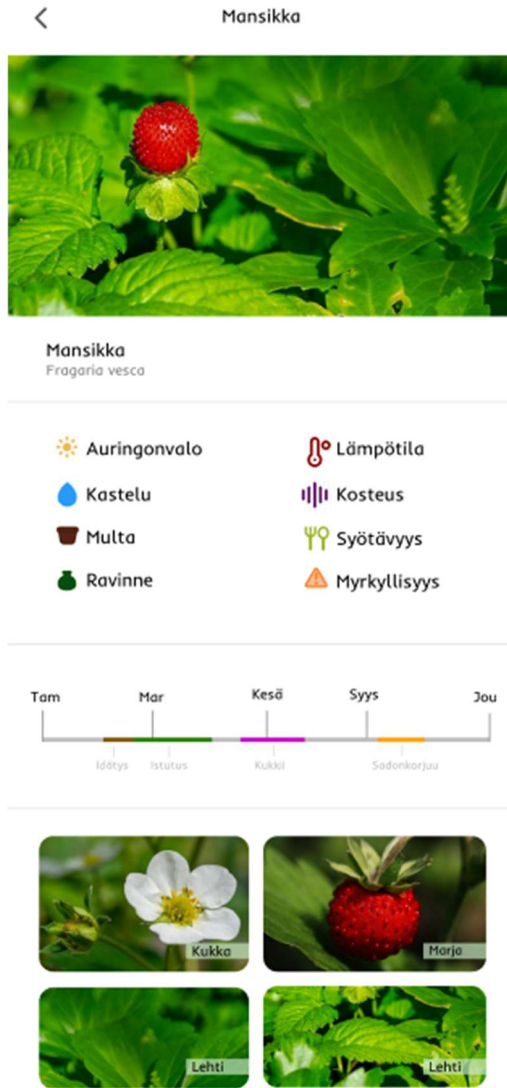 Mansikka
Mansikka
Fragaria vesca
Auringonvalo
Lämpötila
Kastelu
Kosteus
Multa
Syötävyys
Ravinne
Myrkyllisyys
Tam Mar Kesä Syys Jou
Idätys Istutus Kukkii Sadonkorjuu
Kukka
Marja
Lehti
Lehti